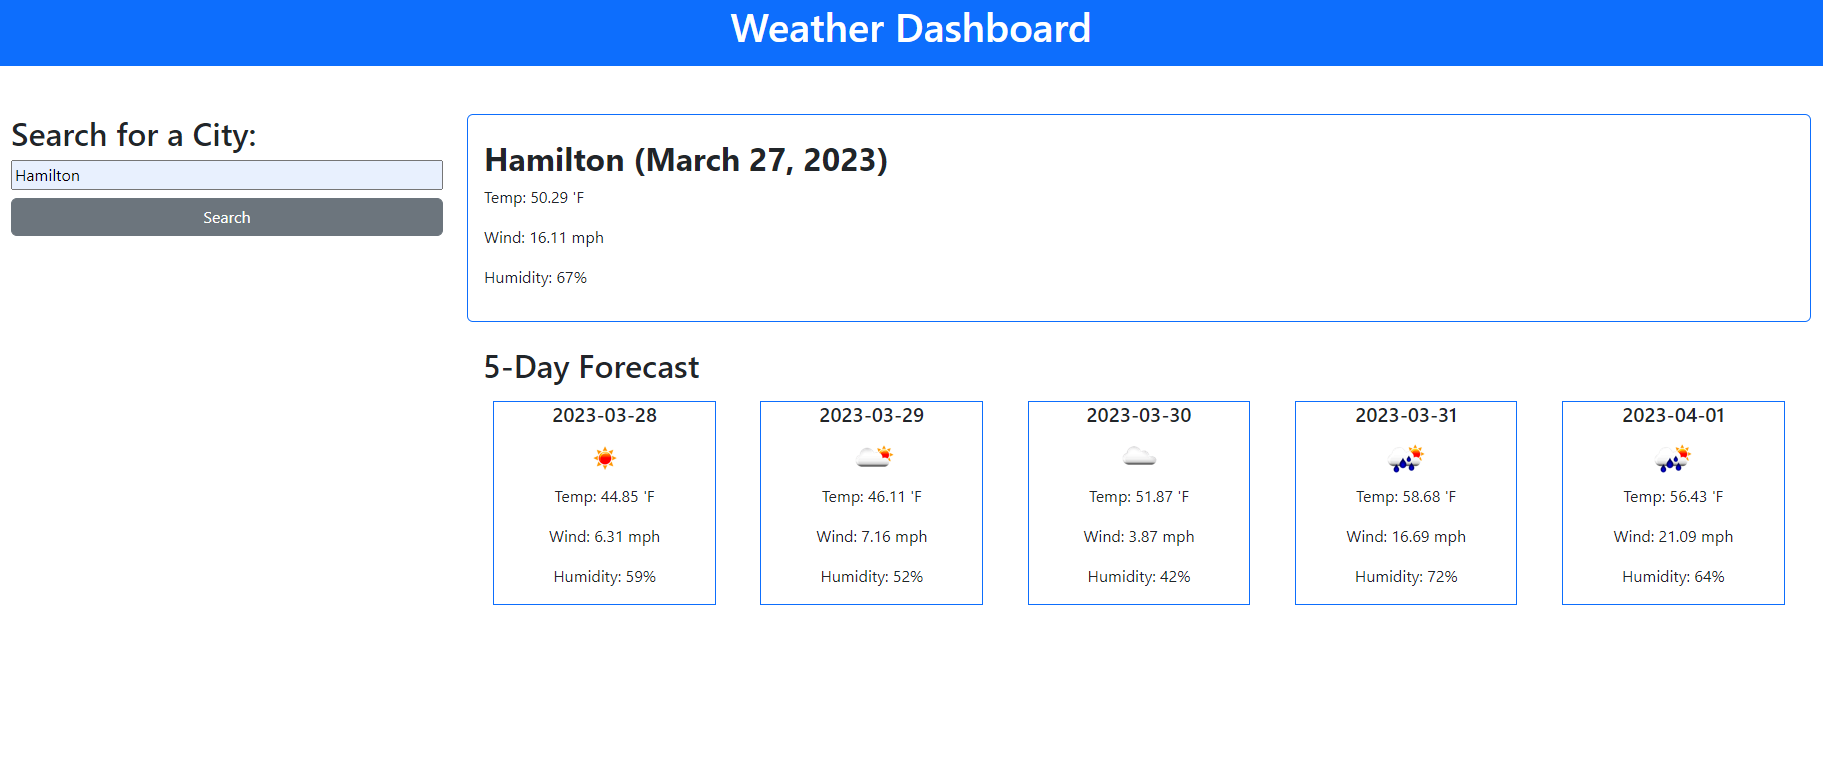 Weather Dashboard
Search for a City:
Hamilton
Search
Hamilton (March 27, 2023)
Temp: 50.29 'F
Wind: 16.11 mph
Humidity: 67%
5-Day Forecast
2023-03-28
Temp: 44.85 'F
Wind: 6.31 mph
Humidity: 59%
2023-03-29
Temp: 46.11 'F
Wind: 7.16 mph
Humidity: 52%
2023-03-30
Temp: 51.87 'F
Wind: 3.87 mph
Humidity: 42%
2023-03-31
Temp: 58.68 'F
Wind: 16.69 mph
Humidity: 72%
2023-04-01
Temp: 56.43 'F
Wind: 21.09 mph
Humidity: 64%